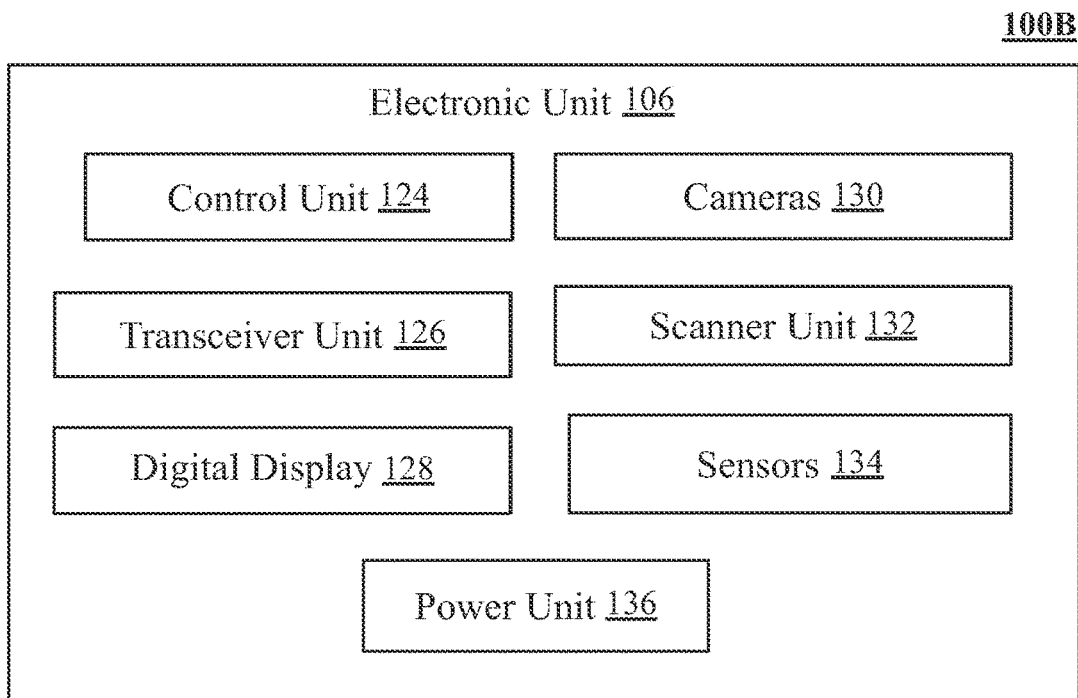 100B
Electronic Unit 106
Control Unit 124
Cameras 130
Transceiver Unit 126
Scanner Unit 132
Digital Display 128
Sensors 134
Power Unit 136